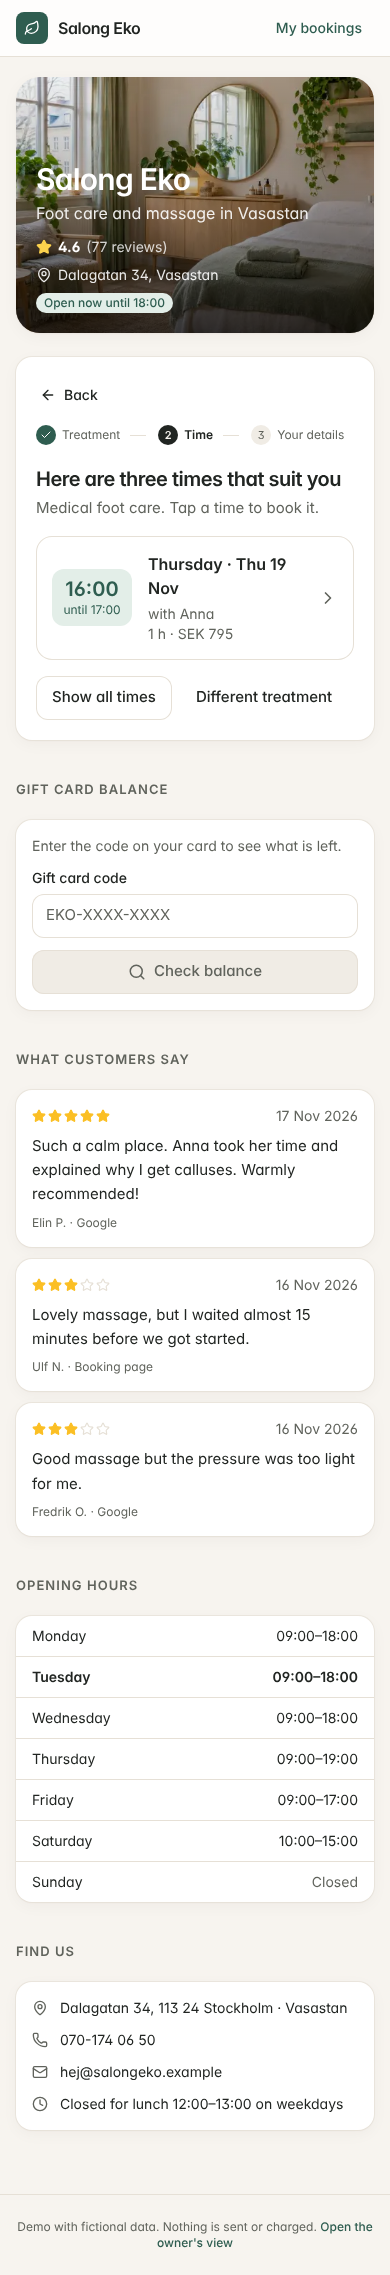 Salong Eko
My bookings
Salong Eko
Foot care and massage in Vasastan
4.6 (77 reviews)
Dalagatan 34, Vasastan
Open now until 18:00
Back
Treatment
2 Time
3 Your details
Here are three times that suit you
Medical foot care. Tap a time to book it.
16:00
until 17:00
Thursday · Thu 19
Nov
with Anna
1 h · SEK 795
Show all times
Different treatment
GIFT CARD BALANCE
Enter the code on your card to see what is left.
Gift card code
EKO-XXXX-XXXX
Check balance
WHAT CUSTOMERS SAY
17 Nov 2026
Such a calm place. Anna took her time and
explained why I get calluses. Warmly
recommended!
Elin P. · Google
16 Nov 2026
Lovely massage, but I waited almost 15
minutes before we got started.
Ulf N. · Booking page
16 Nov 2026
Good massage but the pressure was too light
for me.
Fredrik O. · Google
OPENING HOURS
Monday 09:00–18:00
Tuesday 09:00–18:00
Wednesday 09:00–18:00
Thursday 09:00–19:00
Friday 09:00–17:00
Saturday 10:00–15:00
Sunday Closed
FIND US
Dalagatan 34, 113 24 Stockholm · Vasastan
070-174 06 50
hej@salongeko.example
Closed for lunch 12:00–13:00 on weekdays
Demo with fictional data. Nothing is sent or charged. Open the
owner's view